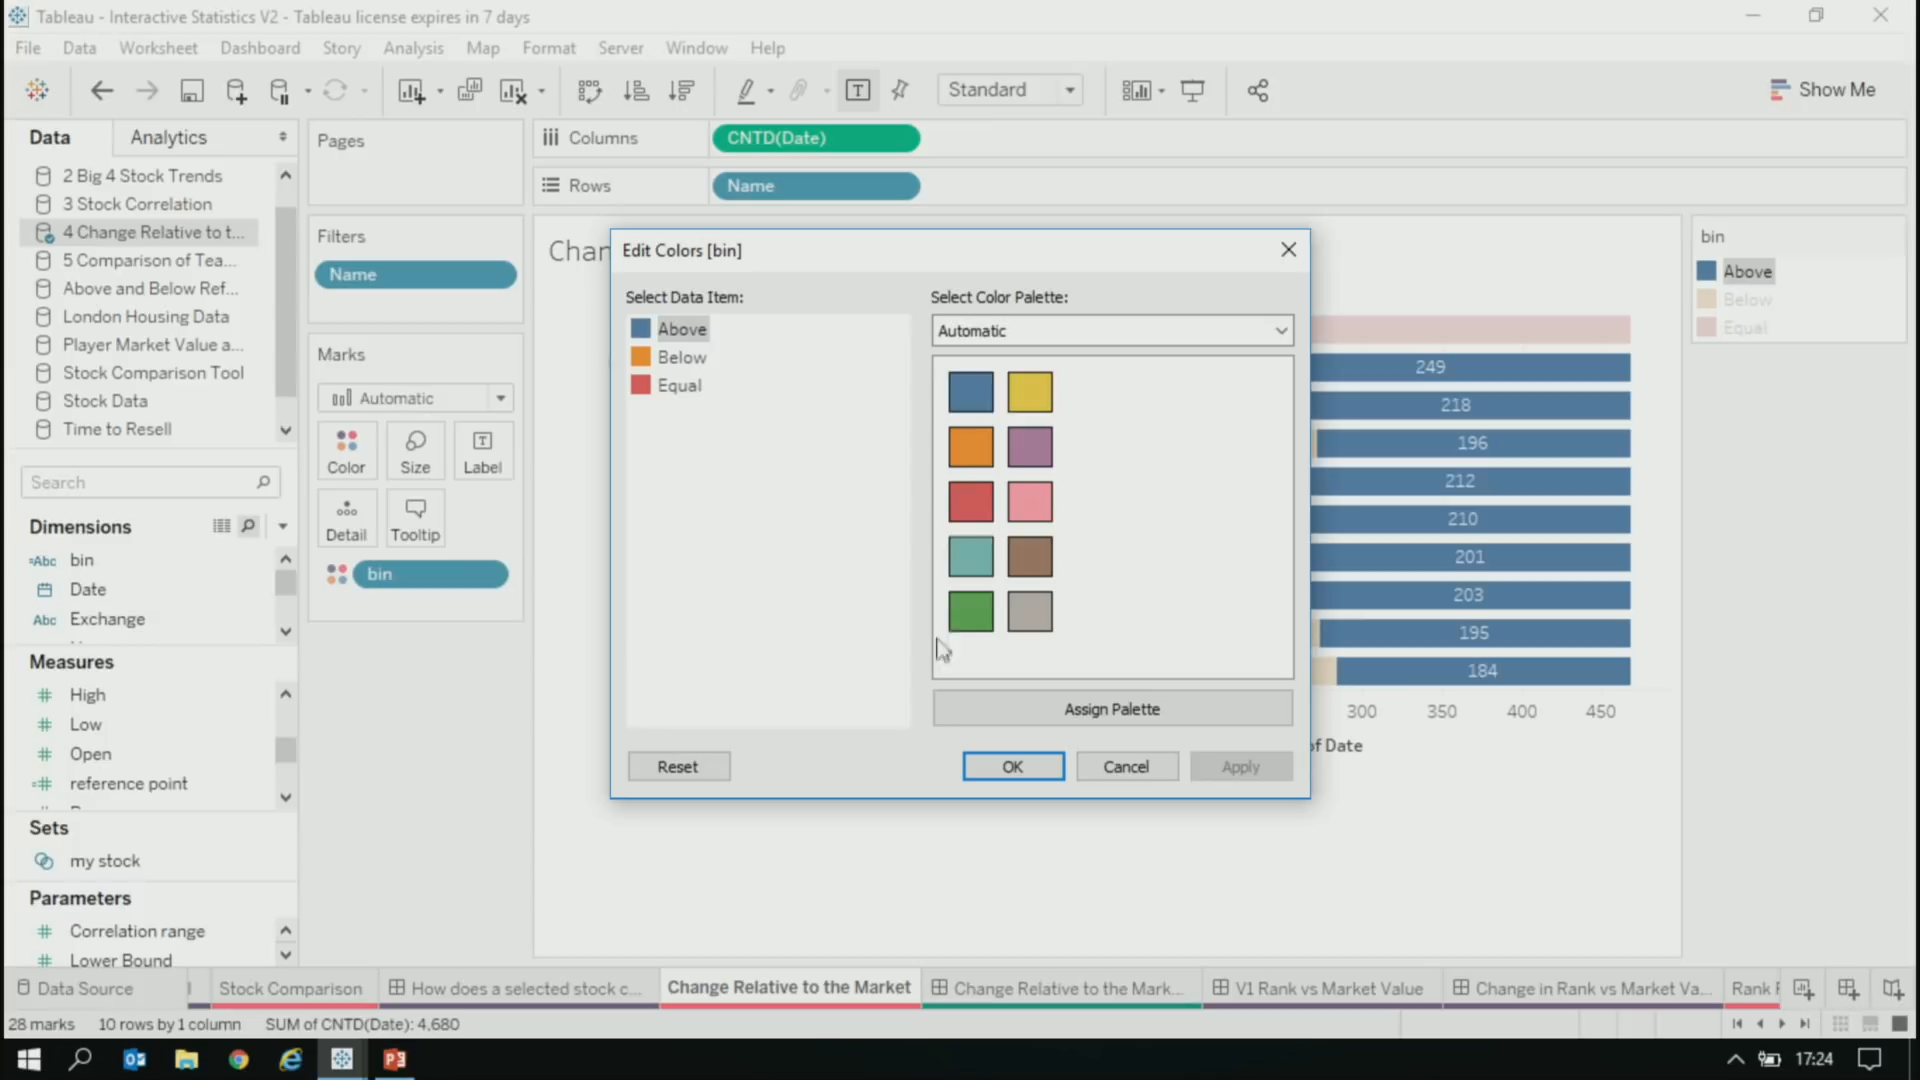 Tableau - Interactive Statistics V2 - Tableau license expires in 7 days
File Data Worksheet Dashboard Story Analysis Map Format Server Window Help
Standard
Show Me
Data
Analytics
2 Big 4 Stock Trends
3 Stock Correlation
4 Change Relative to t...
5 Comparison of Tea...
Above and Below Ref...
London Housing Data
Player Market Value a...
Stock Comparison Tool
Stock Data
Time to Resell
Search
Dimensions
=Abc bin
Date
Abc Exchange
Measures
High
Low
Open
reference point
Sets
my stock
Parameters
Correlation range
Lower Bound
Pages
Filters
Name
Marks
Automatic
Color
Size
Label
Detail
Tooltip
bin
Columns
CNTD(Date)
Rows
Name
Chan
Edit Colors [bin]
Select Data Item:
Above
Below
Equal
Select Color Palette:
Automatic
Assign Palette
Reset
OK
Cancel
Apply
249
218
196
212
210
201
203
195
184
300 350 400 450
of Date
bin
Above
Below
Equal
Data Source
Stock Comparison
How does a selected stock c...
Change Relative to the Market
Change Relative to the Mark...
V1 Rank vs Market Value
Change in Rank vs Market Va...
Rank
28 marks 10 rows by 1 column SUM of CNTD(Date): 4,680
17:24